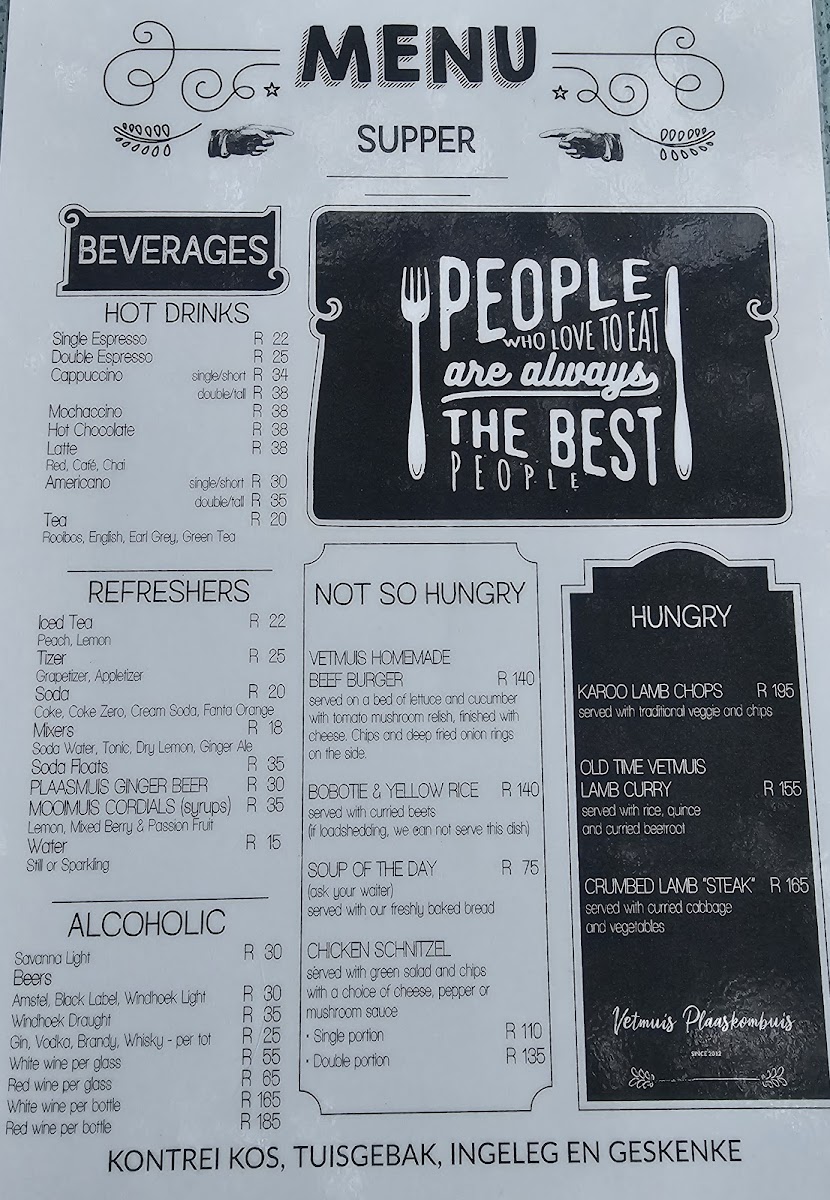 MENU
SUPPER
BEVERAGES
HOT DRINKS
Single Espresso R 22
Double Espresso R 25
Cappuccino single/short R 34
double/tall R 38
Mochaccino R 38
Hot Chocolate R 38
Latte R 38
Red, Café, Chai
Americano single/short R 30
double/tall R 35
Tea R 20
Rooibos, English, Earl Grey, Green Tea
REFRESHERS
Iced Tea R 22
Peach, Lemon
Tizer R 25
Grapetizer, Appletizer
Soda R 20
Coke, Coke Zero, Cream Soda, Fanta Orange
Mixers R 18
Soda Water, Tonic, Dry Lemon, Ginger Ale
Soda Floats R 35
PLAASMUIS GINGER BEER R 30
MOOIMUIS CORDIALS (syrups) R 35
Lemon, Mixed Berry & Passion Fruit
Water R 15
Still or Sparkling
ALCOHOLIC
Savanna Light R 30
Beers
Amstel, Black Label, Windhoek Light R 30
Windhoek Draught R 35
Gin, Vodka, Brandy, Whisky - per tot R 25
White wine per glass R 55
Red wine per glass R 65
White wine per bottle R 165
Red wine per bottle R 185
PEOPLE
WHO LOVE TO EAT
are always
THE BEST
PEOPLE
NOT SO HUNGRY
VETMUIS HOMEMADE
BEEF BURGER R 140
served on a bed of lettuce and cucumber
with tomato mushroom relish, finished with
cheese. Chips and deep fried onion rings
on the side.
BOBOTIE & YELLOW RICE R 140
served with curried beets
(if loadshedding, we can not serve this dish)
SOUP OF THE DAY R 75
(ask your waiter)
served with our freshly baked bread
CHICKEN SCHNITZEL
served with green salad and chips
with a choice of cheese, pepper or
mushroom sauce
• Single portion R 110
• Double portion R 135
HUNGRY
KAROO LAMB CHOPS R 195
served with traditional veggie and chips
OLD TIME VETMUIS
LAMB CURRY R 155
served with rice, quince
and curried beetroot
CRUMBED LAMB "STEAK" R 165
served with curried cabbage
and vegetables
Vetmuis Plaaskombuis
SINCE 2012
KONTREI KOS, TUISGEBAK, INGELEG EN GESKENKE